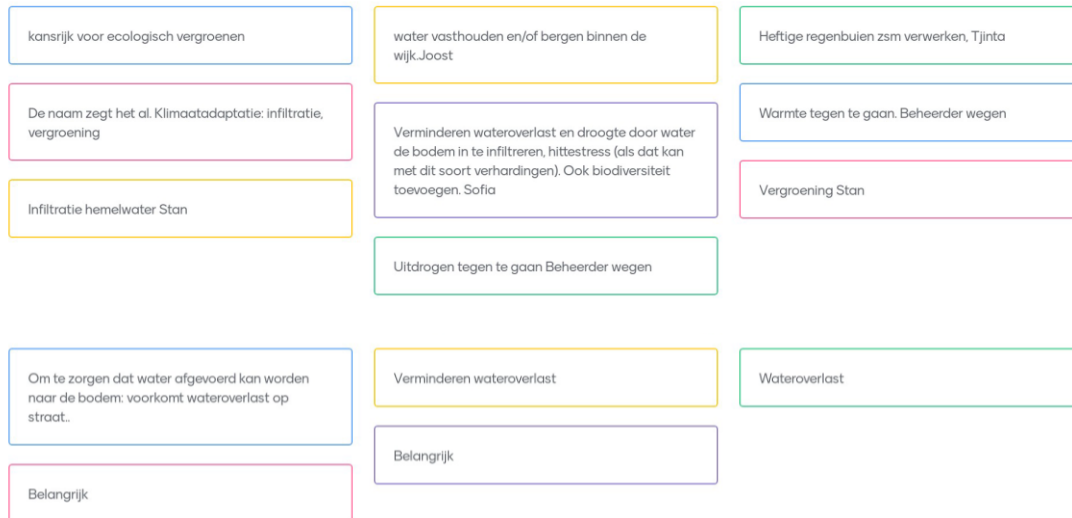 kansrijk voor ecologisch vergroenen
De naam zegt het al. Klimaatadaptatie: infiltratie,
vergroening
Infiltratie hemelwater Stan
water vasthouden en/of bergen binnen de
wijk.Joost
Verminderen wateroverlast en droogte door water
de bodem in te infiltreren, hittestress (als dat kan
met dit soort verhardingen). Ook biodiversiteit
toevoegen. Sofia
Uitdrogen tegen te gaan Beheerder wegen
Heftige regenbuien zsm verwerken, Tjinta
Warmte tegen te gaan. Beheerder wegen
Vergroening Stan
Om te zorgen dat water afgevoerd kan worden
naar de bodem: voorkomt wateroverlast op
straat..
Belangrijk
Verminderen wateroverlast
Belangrijk
Wateroverlast